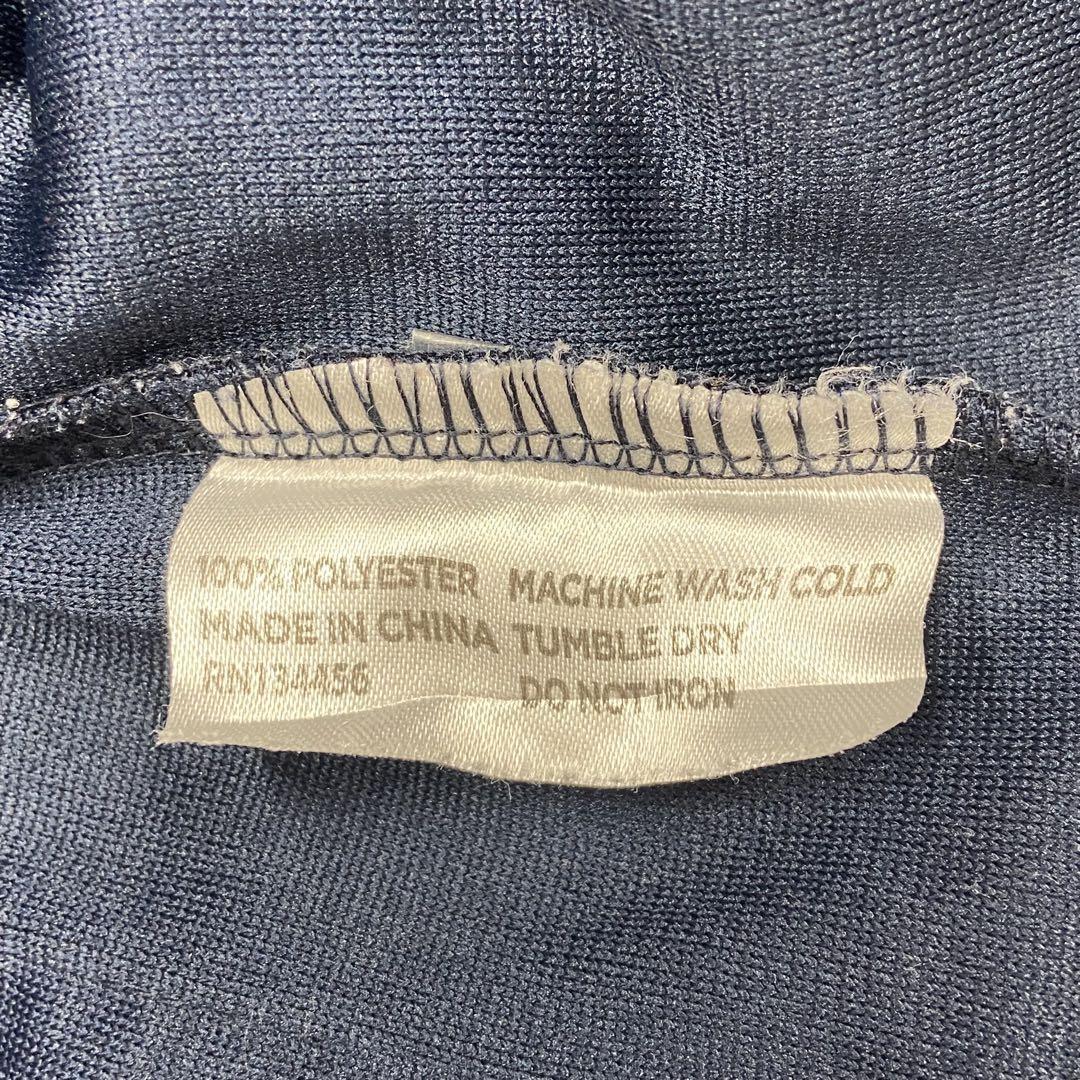 100% POLYESTER
MADE IN CHINA
RN134456
MACHINE WASH COLD
TUMBLE DRY
DO NOT IRON